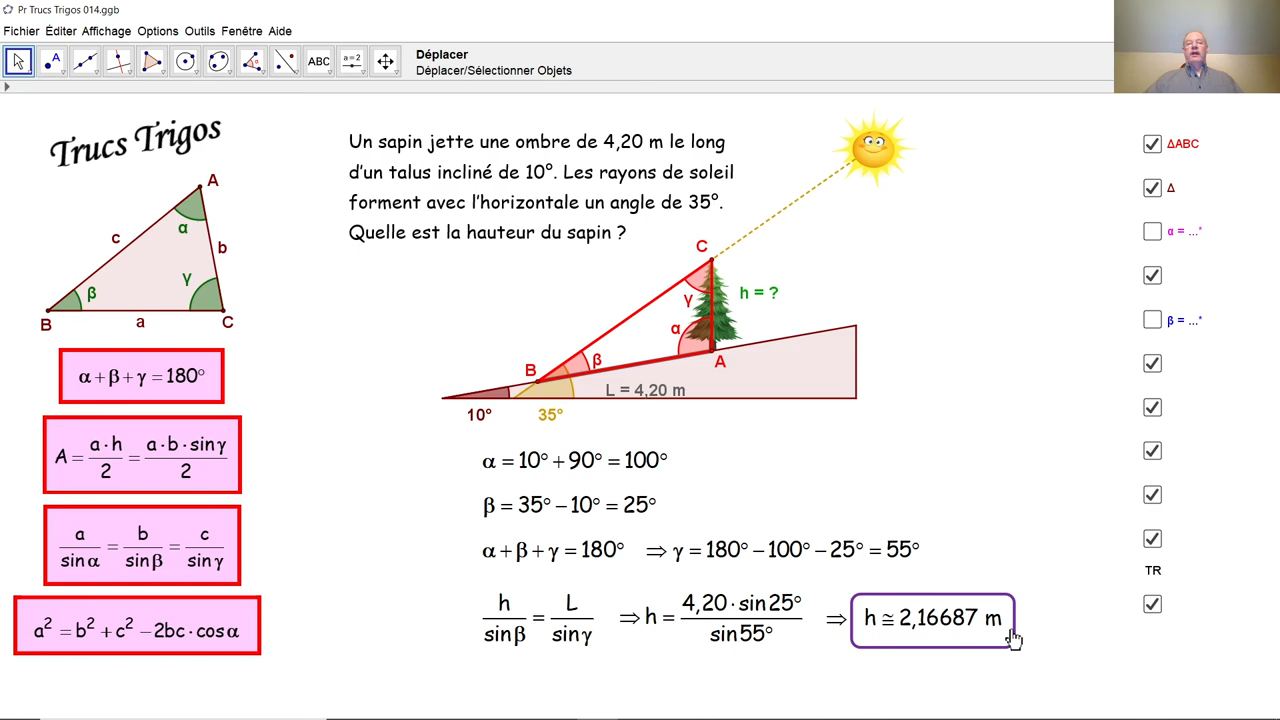 Pr Trucs Trigos 014.ggb
Fichier Éditer Affichage Options Outils Fenêtre Aide
A
ABC
a=2
Déplacer
Déplacer/Sélectionner Objets
Trucs Trigos
A
α
c
b
β
γ
B
a
C
α+β+γ=180°
A = a·h/2 = a·b·sinγ/2
a/sinα = b/sinβ = c/sinγ
a² = b² + c² − 2bc·cosα
Un sapin jette une ombre de 4,20 m le long
d'un talus incliné de 10°. Les rayons de soleil
forment avec l'horizontale un angle de 35°.
Quelle est la hauteur du sapin ?
C
γ
h = ?
α
β
B
A
L = 4,20 m
10°
35°
α = 10° + 90° = 100°
β = 35° − 10° = 25°
α + β + γ = 180° ⇒ γ = 180° − 100° − 25° = 55°
h/sinβ = L/sinγ ⇒ h = 4,20·sin25°/sin55° ⇒ h ≅ 2,16687 m
ΔABC
Δ
α = ...*
β = ...*
TR